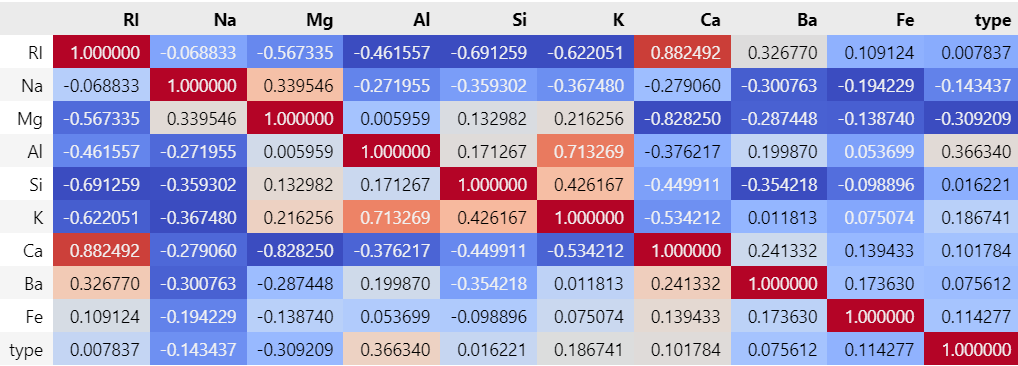 RI Na Mg Al Si K Ca Ba Fe type
RI 1.000000 -0.068833 -0.567335 -0.461557 -0.691259 -0.622051 0.882492 0.326770 0.109124 0.007837
Na -0.068833 1.000000 0.339546 -0.271955 -0.359302 -0.367480 -0.279060 -0.300763 -0.194229 -0.143437
Mg -0.567335 0.339546 1.000000 0.005959 0.132982 0.216256 -0.828250 -0.287448 -0.138740 -0.309209
Al -0.461557 -0.271955 0.005959 1.000000 0.171267 0.713269 -0.376217 0.199870 0.053699 0.366340
Si -0.691259 -0.359302 0.132982 0.171267 1.000000 0.426167 -0.449911 -0.354218 -0.098896 0.016221
K -0.622051 -0.367480 0.216256 0.713269 0.426167 1.000000 -0.534212 0.011813 0.075074 0.186741
Ca 0.882492 -0.279060 -0.828250 -0.376217 -0.449911 -0.534212 1.000000 0.241332 0.139433 0.101784
Ba 0.326770 -0.300763 -0.287448 0.199870 -0.354218 0.011813 0.241332 1.000000 0.173630 0.075612
Fe 0.109124 -0.194229 -0.138740 0.053699 -0.098896 0.075074 0.139433 0.173630 1.000000 0.114277
type 0.007837 -0.143437 -0.309209 0.366340 0.016221 0.186741 0.101784 0.075612 0.114277 1.000000